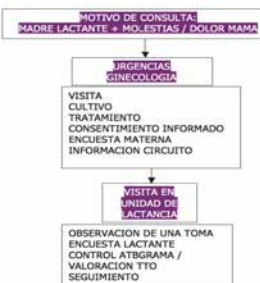 MOTIVO DE CONSULTA:
MADRE LACTANTE + MOLESTIAS / DOLOR MAMA
URGENCIAS
GINECOLOGIA
VISITA
CULTIVO
TRATAMIENTO
CONSENTIMIENTO INFORMADO
ENCUESTA MATERNA
INFORMACION CIRCUITO
VISITA EN
UNIDAD DE
LACTANCIA
OBSERVACION DE UNA TOMA
ENCUESTA LACTANTE
CONTROL ATBGRAMA /
VALORACION TTO
SEGUIMIENTO